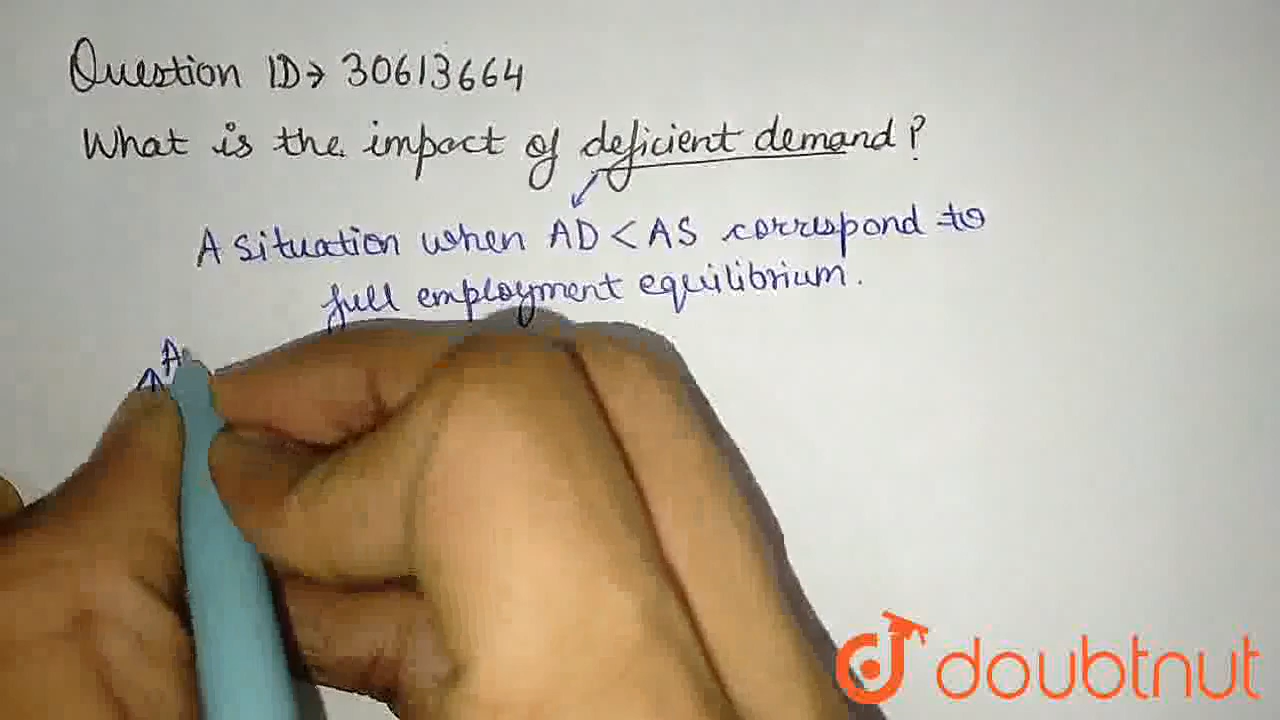 Question ID → 30613664
What is the impact of deficient demand?
A situation when AD < AS correspond to
full employment equilibrium.
A
doubtnut